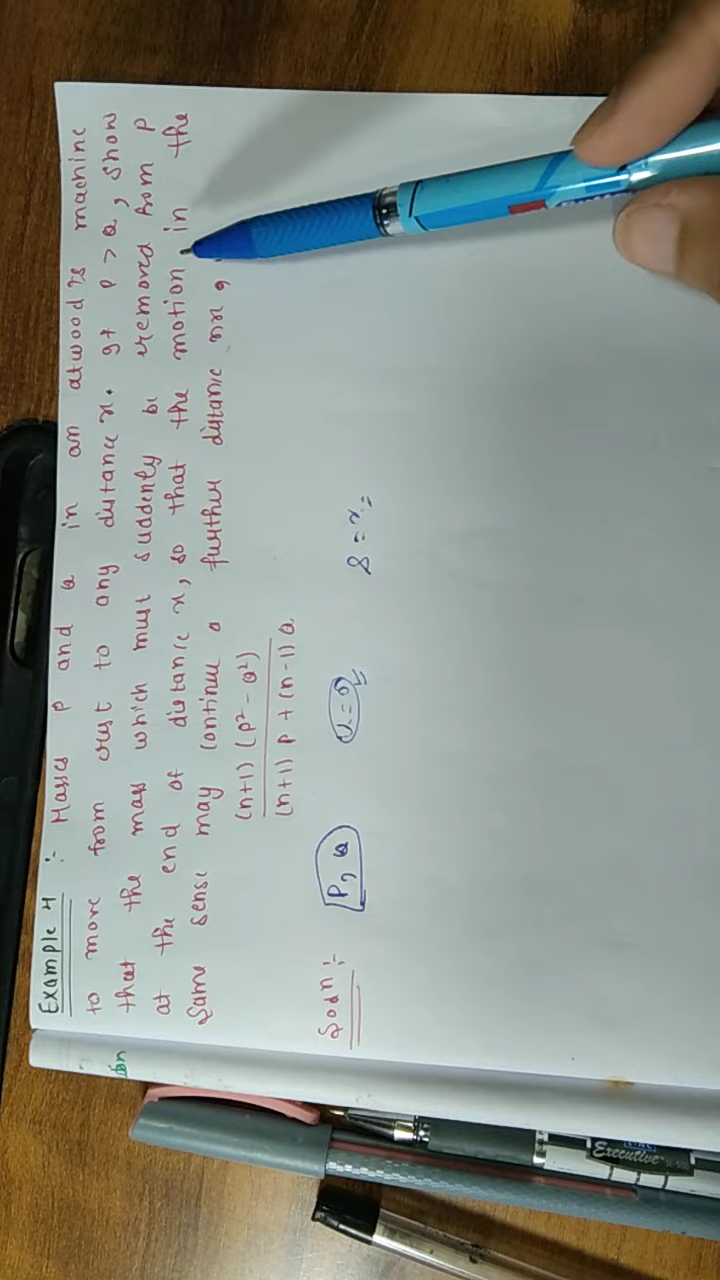 Example 4 :- Masses P and Q in an atwood's machine
to move from rest to any distance x. If P > Q, show
that the mass which must suddenly be removed from P
at the end of distance x, so that the motion in the
same sense may continue a further distance nx,
(n+1) (P² - Q²)
(n+1) P + (n-1) Q
Soln :- P, Q u=0 S=x
Executive